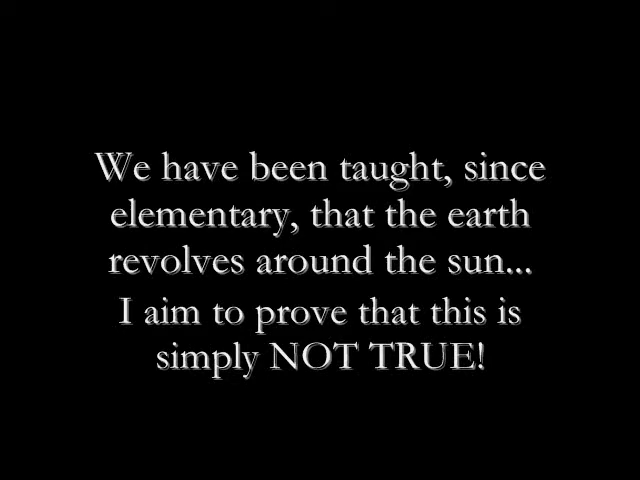 We have been taught, since
elementary, that the earth
revolves around the sun...
I aim to prove that this is
simply NOT TRUE!